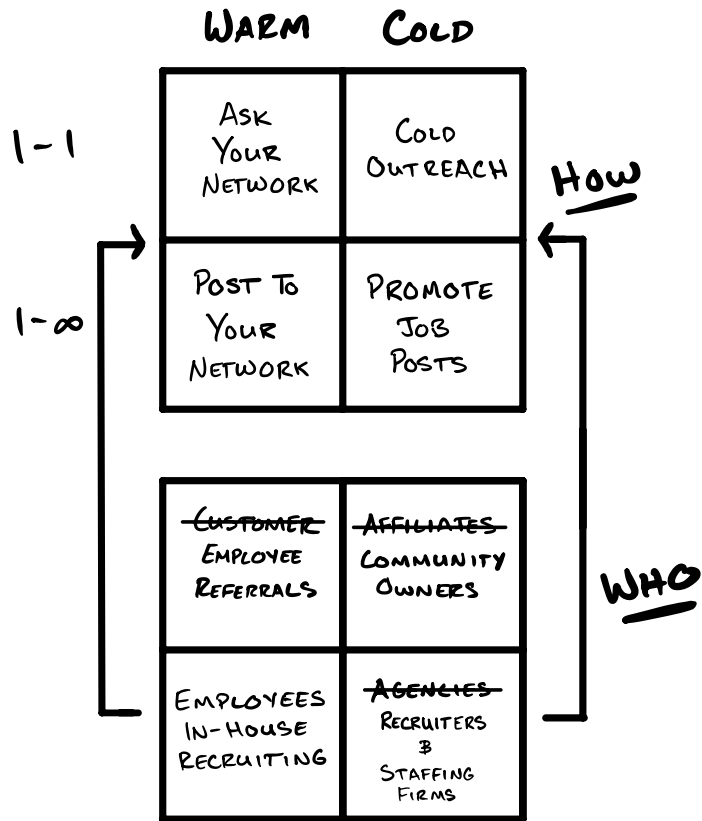 WARM COLD
1-1
ASK
YOUR
NETWORK
COLD
OUTREACH
HOW
1-∞
POST TO
YOUR
NETWORK
PROMOTE
JOB
POSTS
CUSTOMER
EMPLOYEE
REFERRALS
AFFILIATES
COMMUNITY
OWNERS
WHO
EMPLOYEES
IN-HOUSE
RECRUITING
AGENCIES
RECRUITERS
&
STAFFING
FIRMS